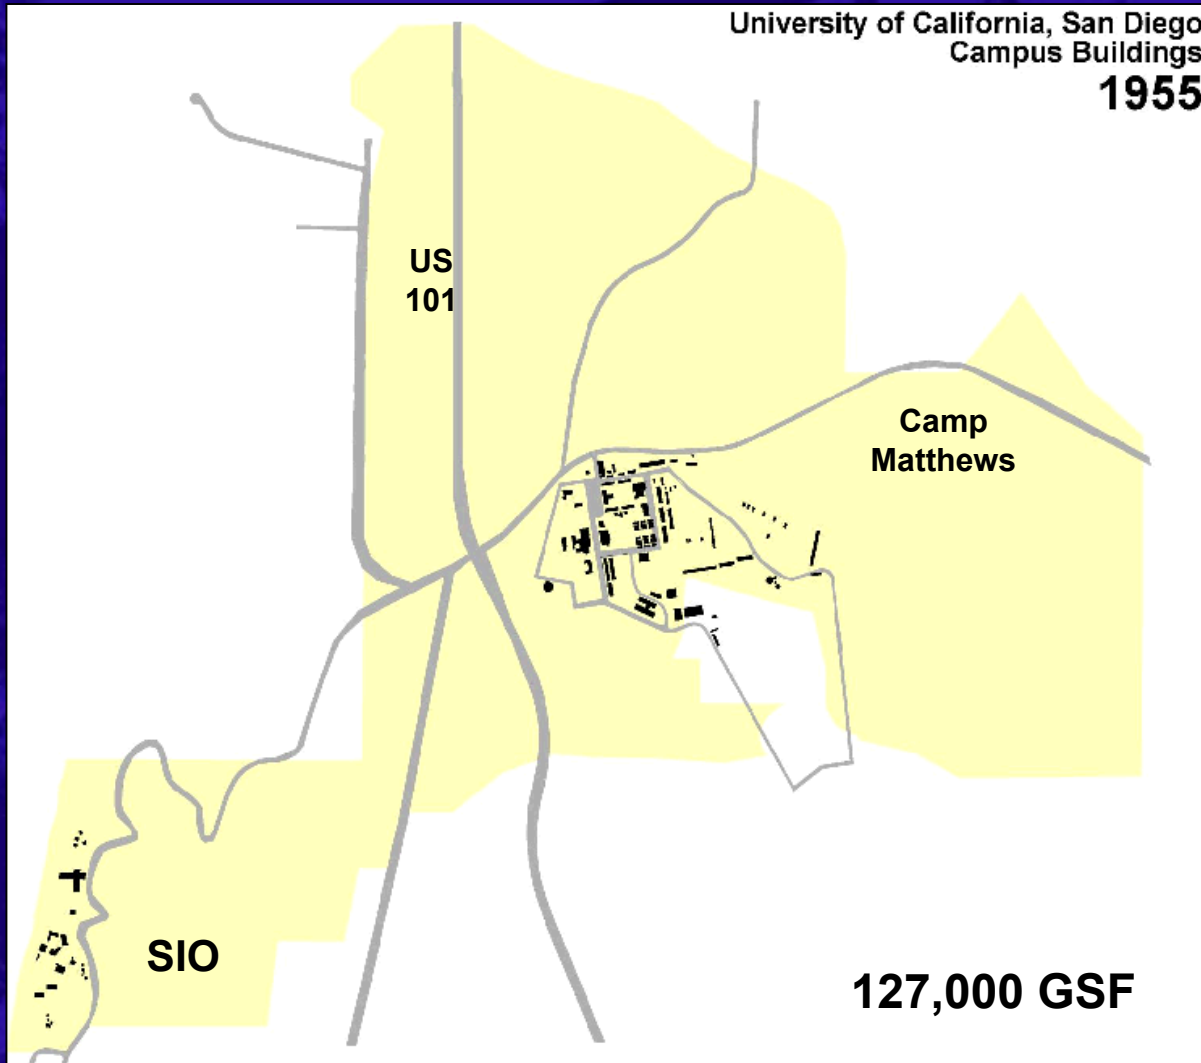 University of California, San Diego
Campus Buildings
1955
US
101
Camp
Matthews
SIO
127,000 GSF